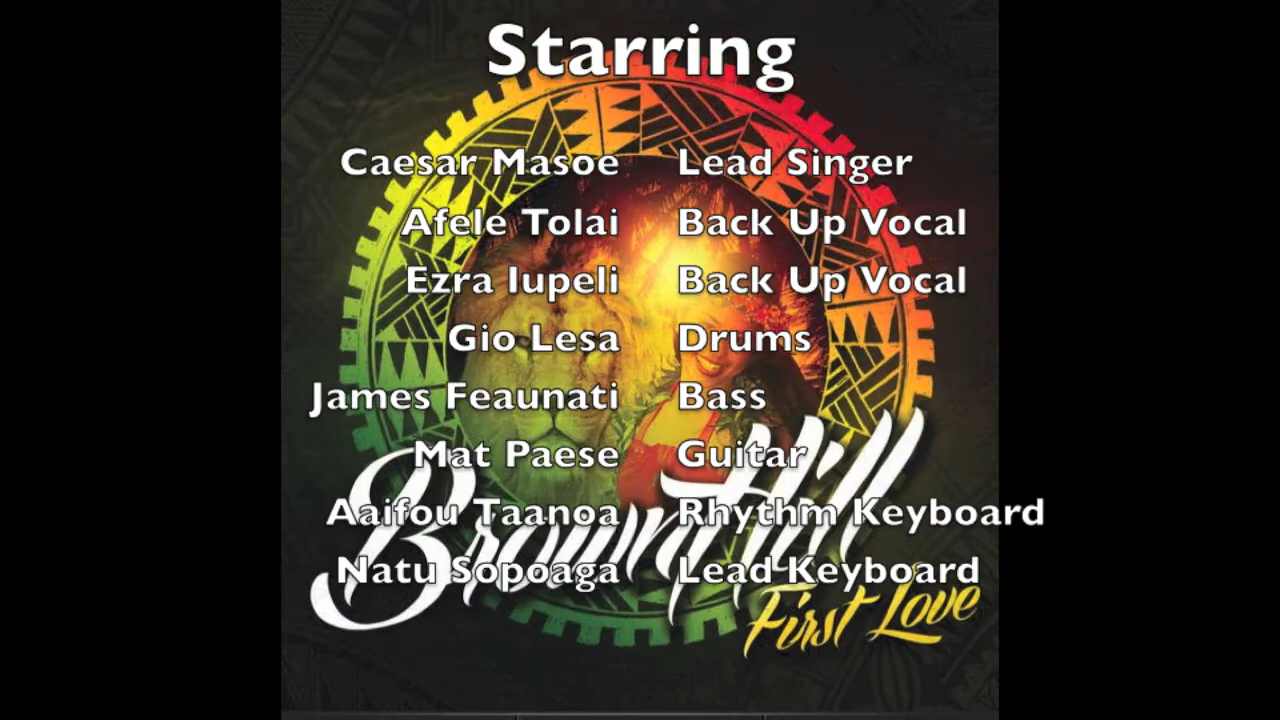 Starring
Caesar Masoe Lead Singer
Afele Tolai Back Up Vocal
Ezra Iupeli Back Up Vocal
Gio Lesa Drums
James Feaunati Bass
Mat Paese Guitar
Aaifou Taanoa Rhythm Keyboard
Natu Sopoaga Lead Keyboard
BrownHill
First Love